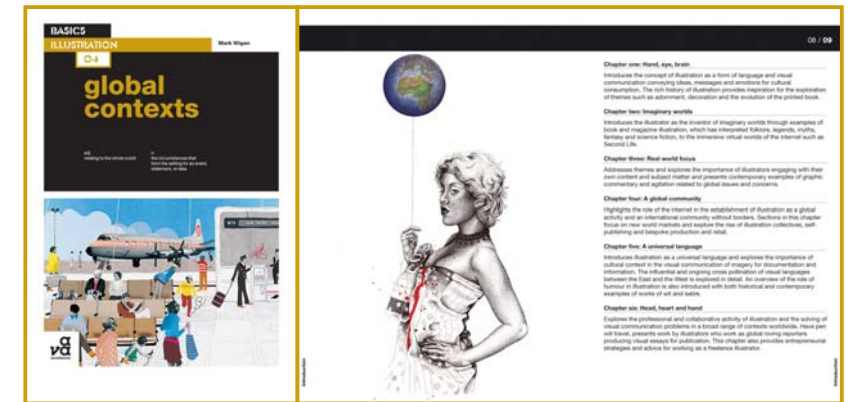 BASICS
ILLUSTRATION
Mark Wigan
global
contexts
adj
relating to the whole world
n
the circumstances that
form the setting for an event,
statement, or idea
ava
08 / 09
Chapter one: Hand, eye, brain
Introduces the concept of illustration as a form of language and visual
communication conveying ideas, messages and emotions for cultural
consumption. The rich history of illustration provides inspiration for the exploration
of themes such as adornment, decoration and the evolution of the printed book.
Chapter two: Imaginary worlds
Introduces the illustrator as the inventor of imaginary worlds through examples of
book and magazine illustration, which has interpreted folklore, legends, myths,
fantasy and science fiction, to the immersive virtual worlds of the internet such as
Second Life.
Chapter three: Real world focus
Addresses themes and explores the importance of illustrators engaging with their
own content and subject matter and presents contemporary examples of graphic
commentary and agitation related to global issues and concerns.
Chapter four: A global community
Highlights the role of the internet in the establishment of illustration as a global
activity and an international community without borders. Sections in this chapter
focus on new world markets and explore the rise of illustration collectives, self-
publishing and bespoke production and retail.
Chapter five: A universal language
Introduces illustration as a universal language and explores the importance of
cultural context in the visual communication of imagery for documentation and
information. The influential and ongoing cross pollination of visual languages
between the East and the West is explored in detail. An overview of the role of
humour in illustration is also introduced with both historical and contemporary
examples of works of wit and satire.
Chapter six: Head, heart and hand
Explores the professional and collaborative activity of illustration and the solving of
visual communication problems in a broad range of contexts worldwide. Have pen
will travel, presents work by illustrators who work as global roving reporters
producing visual essays for publication. This chapter also provides entrepreneurial
strategies and advice for working as a freelance illustrator.
Introduction
Introduction